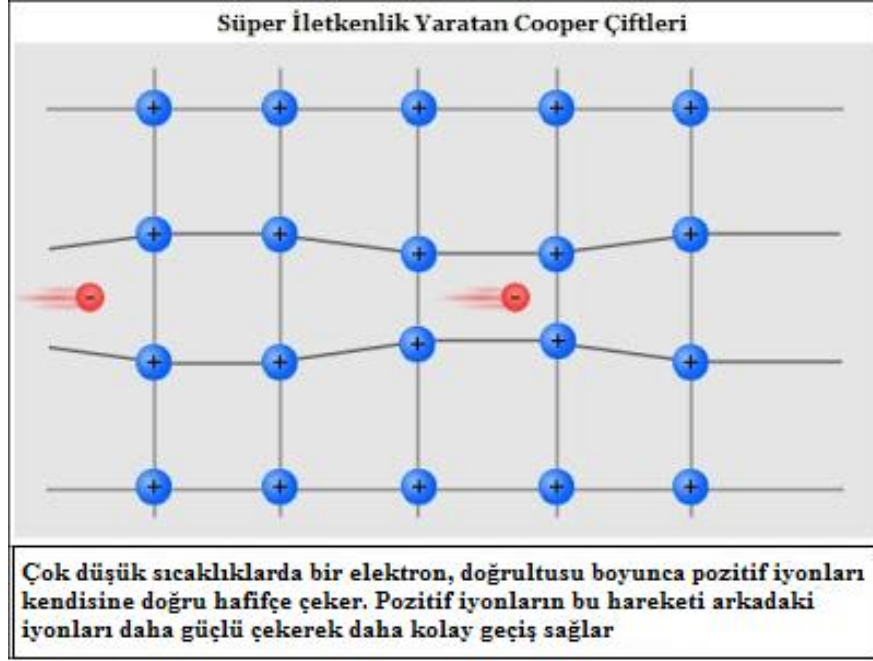 Süper İletkenlik Yaratan Cooper Çiftleri
+ + + + +
+ + + + +
- -
+ + + + +
+ + + + +
Çok düşük sıcaklıklarda bir elektron, doğrultusu boyunca pozitif iyonları
kendisine doğru hafifçe çeker. Pozitif iyonların bu hareketi arkadaki
iyonları daha güçlü çekerek daha kolay geçiş sağlar